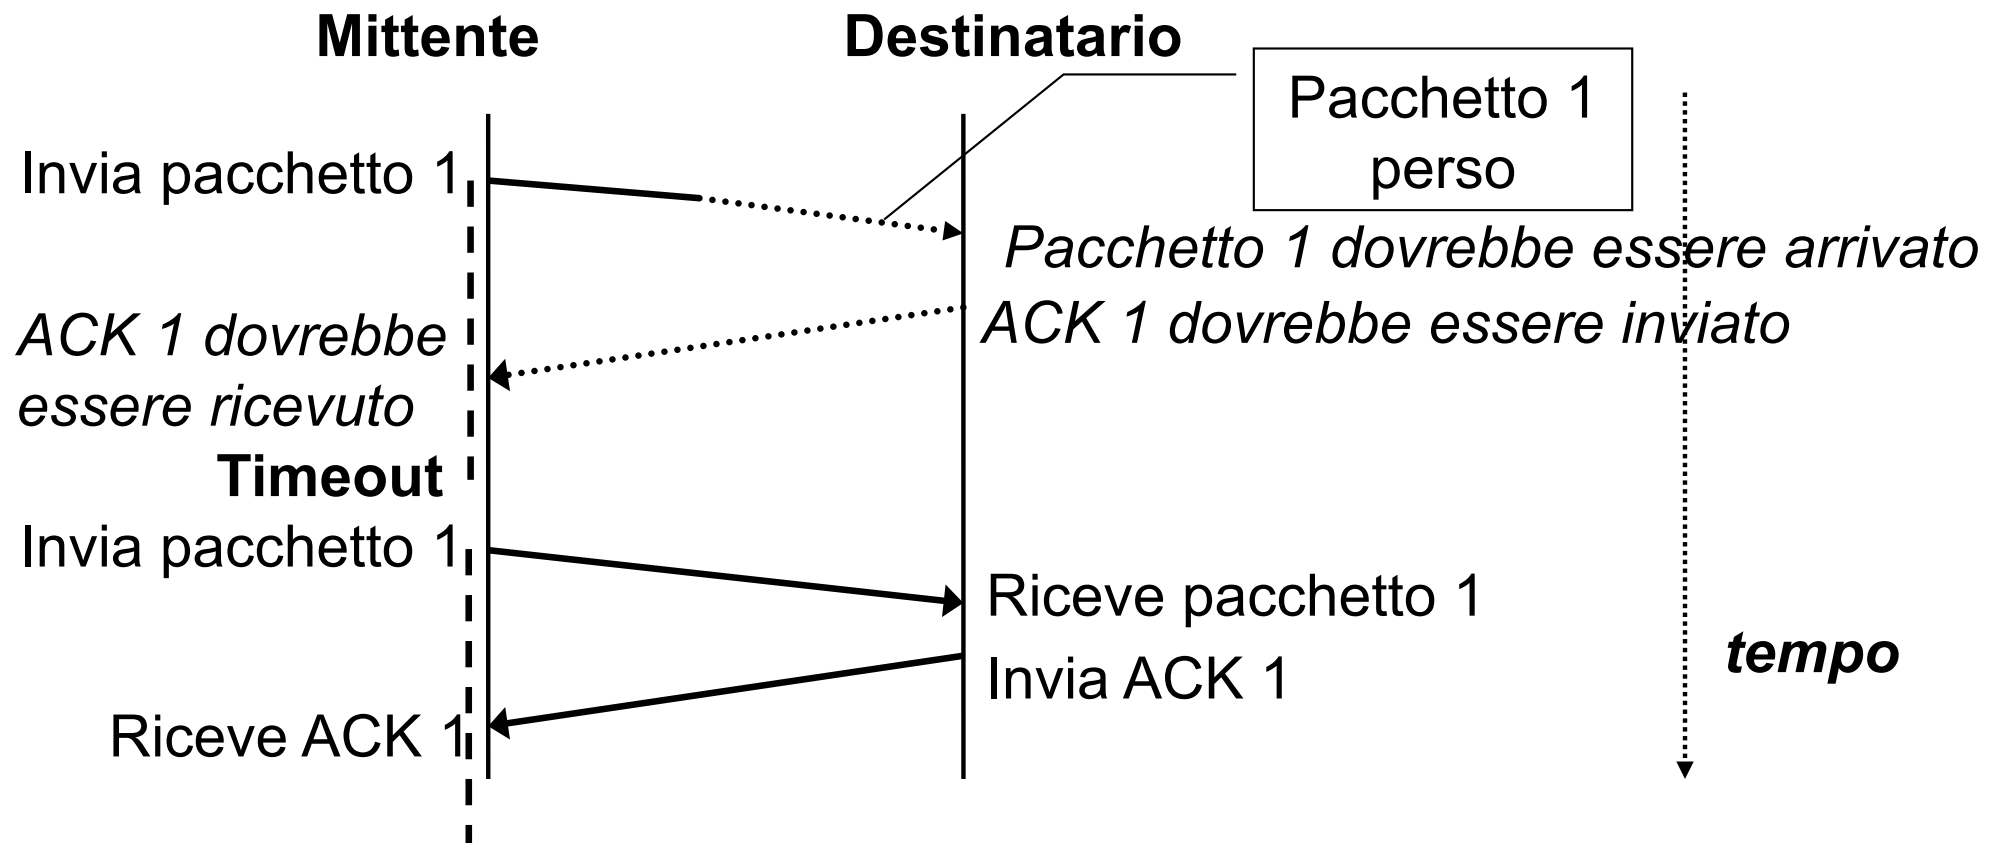 Mittente
Destinatario
Pacchetto 1
perso
Invia pacchetto 1
Pacchetto 1 dovrebbe essere arrivato
ACK 1 dovrebbe essere inviato
ACK 1 dovrebbe
essere ricevuto
Timeout
Invia pacchetto 1
Riceve pacchetto 1
tempo
Invia ACK 1
Riceve ACK 1